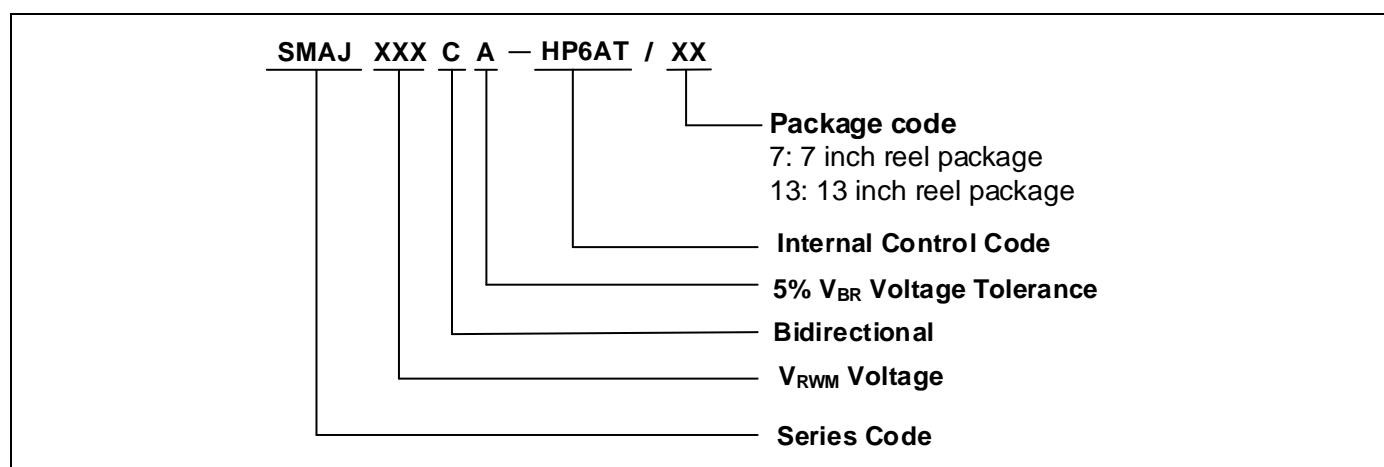 SMAJ XXX C A — HP6AT / XX
Package code
7: 7 inch reel package
13: 13 inch reel package
Internal Control Code
5% VBR Voltage Tolerance
Bidirectional
VRWM Voltage
Series Code